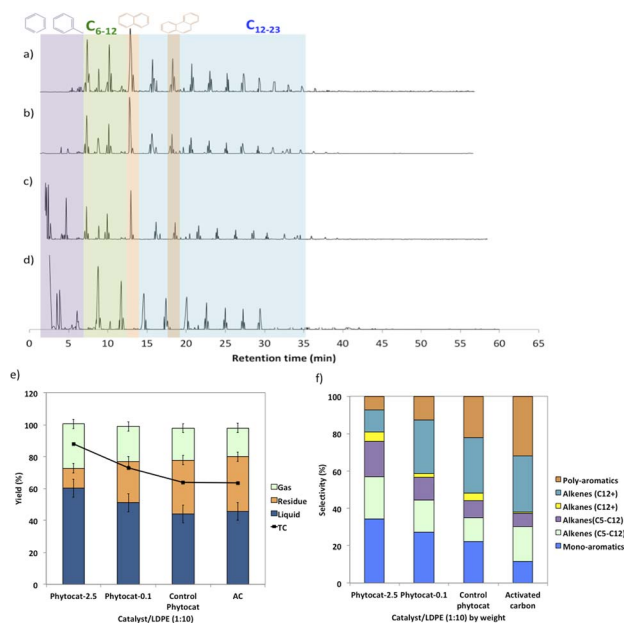 C6-12
C12-23
a)
b)
c)
d)
0 5 10 15 20 25 30 35 40 45 50 55 60 65
Retention time (min)
e)
120
100
80
60
40
20
0
Yield (%)
Gas
Residue
Liquid
TC
Phytocat-2.5 Phytocat-0.1 Control Phytocat AC
Catalyst/LDPE (1:10)
f)
100
80
60
40
20
0
Selectivity (%)
Poly-aromatics
Alkenes (C12+)
Alkanes (C12+)
Alkanes(C5-C12)
Alkenes (C5-C12)
Mono-aromatics
Phytocat-2.5 Phytocat-0.1 Control phytocat Activated carbon
Catalyst/LDPE (1:10) by weight